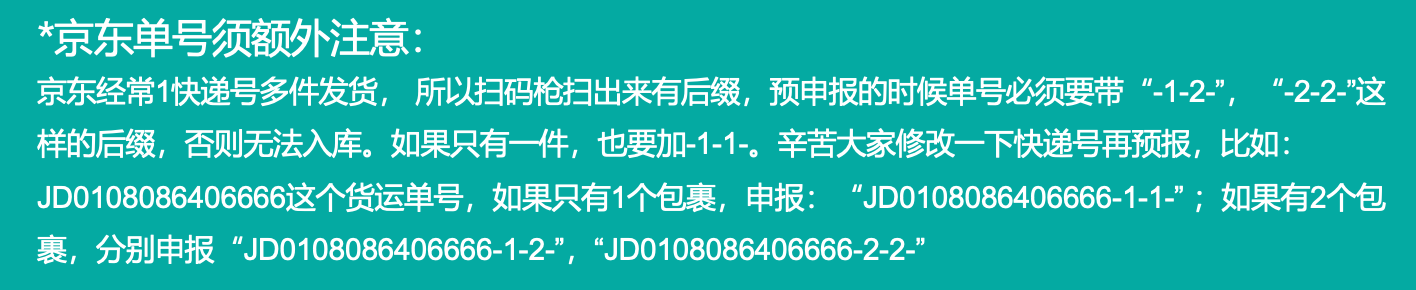 *京东单号须额外注意：
京东经常1快递号多件发货， 所以扫码枪扫出来有后缀，预申报的时候单号必须要带“-1-2-”，“-2-2-”这
样的后缀，否则无法入库。如果只有一件，也要加-1-1-。辛苦大家修改一下快递号再预报，比如：
JD0108086406666这个货运单号，如果只有1个包裹，申报：“JD0108086406666-1-1-”；如果有2个包
裹，分别申报“JD0108086406666-1-2-”，“JD0108086406666-2-2-”